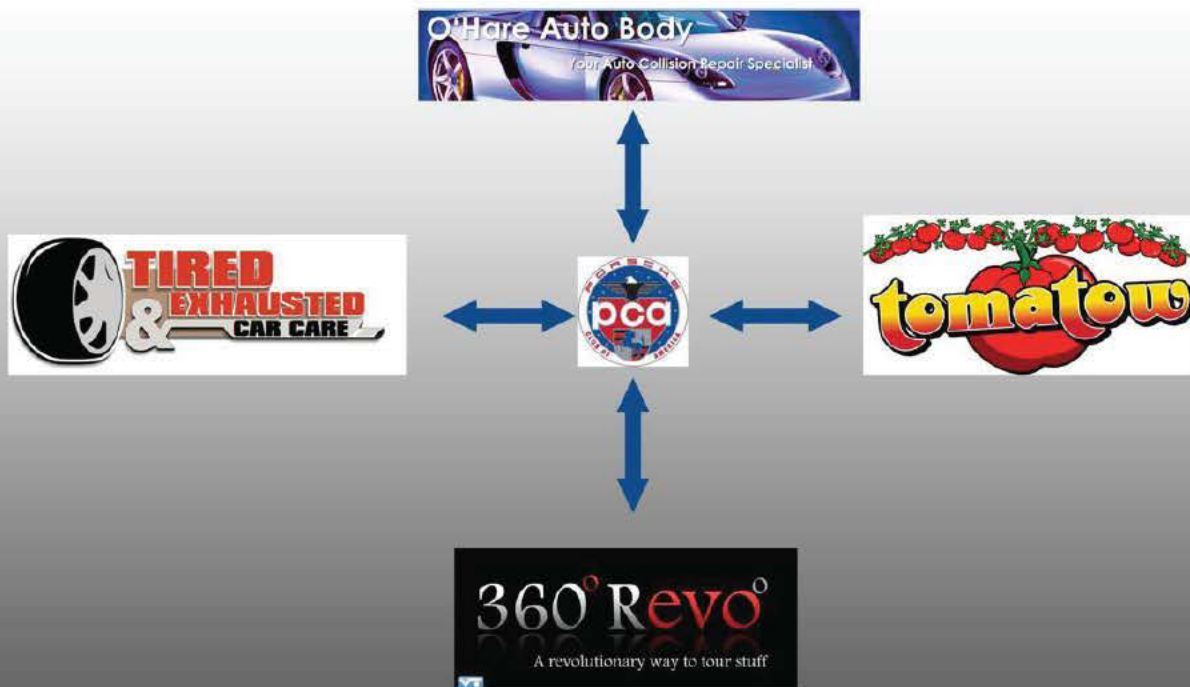 O'Hare Auto Body
Your Auto Collision Repair Specialist
TIRED
& EXHAUSTED
CAR CARE
PORSCHE
pca
CLUB OF AMERICA
tomatow
360° Revo°
A revolutionary way to tour stuff